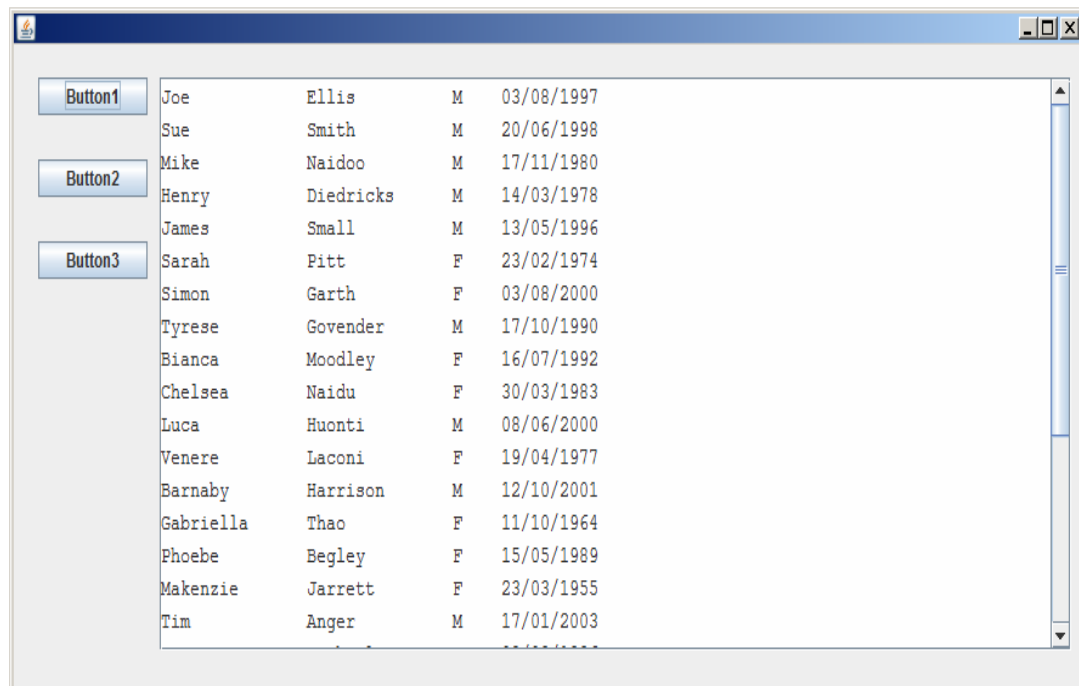 Button1
Button2
Button3
Joe Ellis M 03/08/1997
Sue Smith M 20/06/1998
Mike Naidoo M 17/11/1980
Henry Diedricks M 14/03/1978
James Small M 13/05/1996
Sarah Pitt F 23/02/1974
Simon Garth F 03/08/2000
Tyrese Govender M 17/10/1990
Bianca Moodley F 16/07/1992
Chelsea Naidu F 30/03/1983
Luca Huonti M 08/06/2000
Venere Laconi F 19/04/1977
Barnaby Harrison M 12/10/2001
Gabriella Thao F 11/10/1964
Phoebe Begley F 15/05/1989
Makenzie Jarrett F 23/03/1955
Tim Anger M 17/01/2003